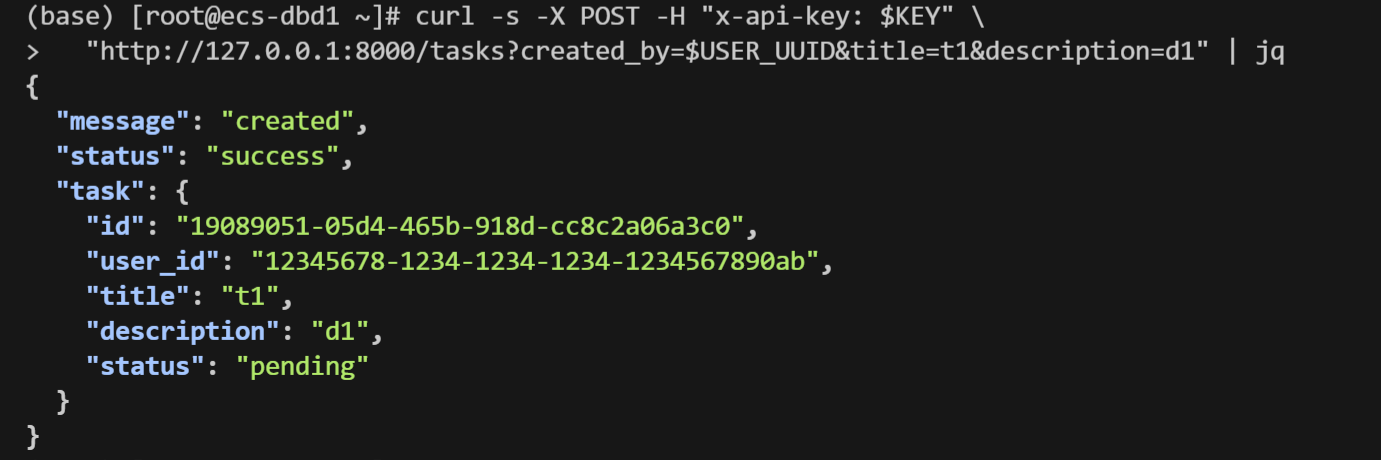 (base) [root@ecs-dbd1 ~]# curl -s -X POST -H "x-api-key: $KEY" \
>   "http://127.0.0.1:8000/tasks?created_by=$USER_UUID&title=t1&description=d1" | jq
{
  "message": "created",
  "status": "success",
  "task": {
    "id": "19089051-05d4-465b-918d-cc8c2a06a3c0",
    "user_id": "12345678-1234-1234-1234-1234567890ab",
    "title": "t1",
    "description": "d1",
    "status": "pending"
  }
}